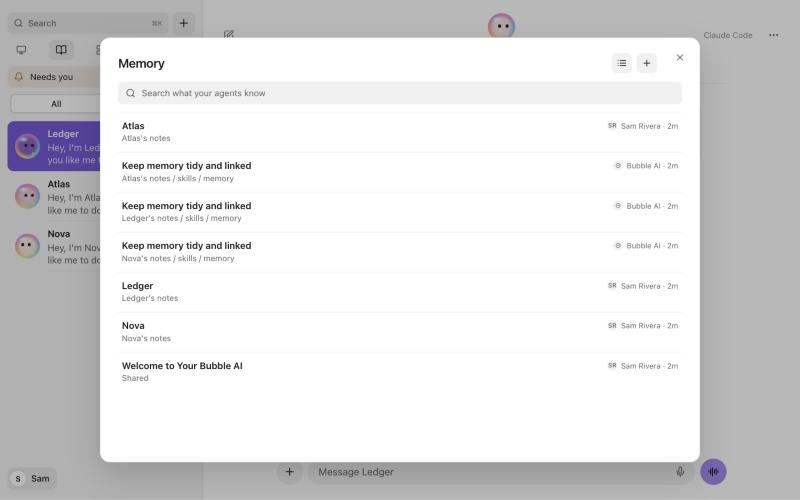 Search ⌘K
Needs you
All
Ledger
Hey, I'm Led
you like me t
Atlas
Hey, I'm Atla
like me to do
Nova
Hey, I'm Nov
like me to do
S Sam
Claude Code
Memory
Search what your agents know
Atlas
SR Sam Rivera · 2m
Atlas's notes
Keep memory tidy and linked
Bubble AI · 2m
Atlas's notes / skills / memory
Keep memory tidy and linked
Bubble AI · 2m
Ledger's notes / skills / memory
Keep memory tidy and linked
Bubble AI · 2m
Nova's notes / skills / memory
Ledger
SR Sam Rivera · 2m
Ledger's notes
Nova
SR Sam Rivera · 2m
Nova's notes
Welcome to Your Bubble AI
SR Sam Rivera · 2m
Shared
Message Ledger